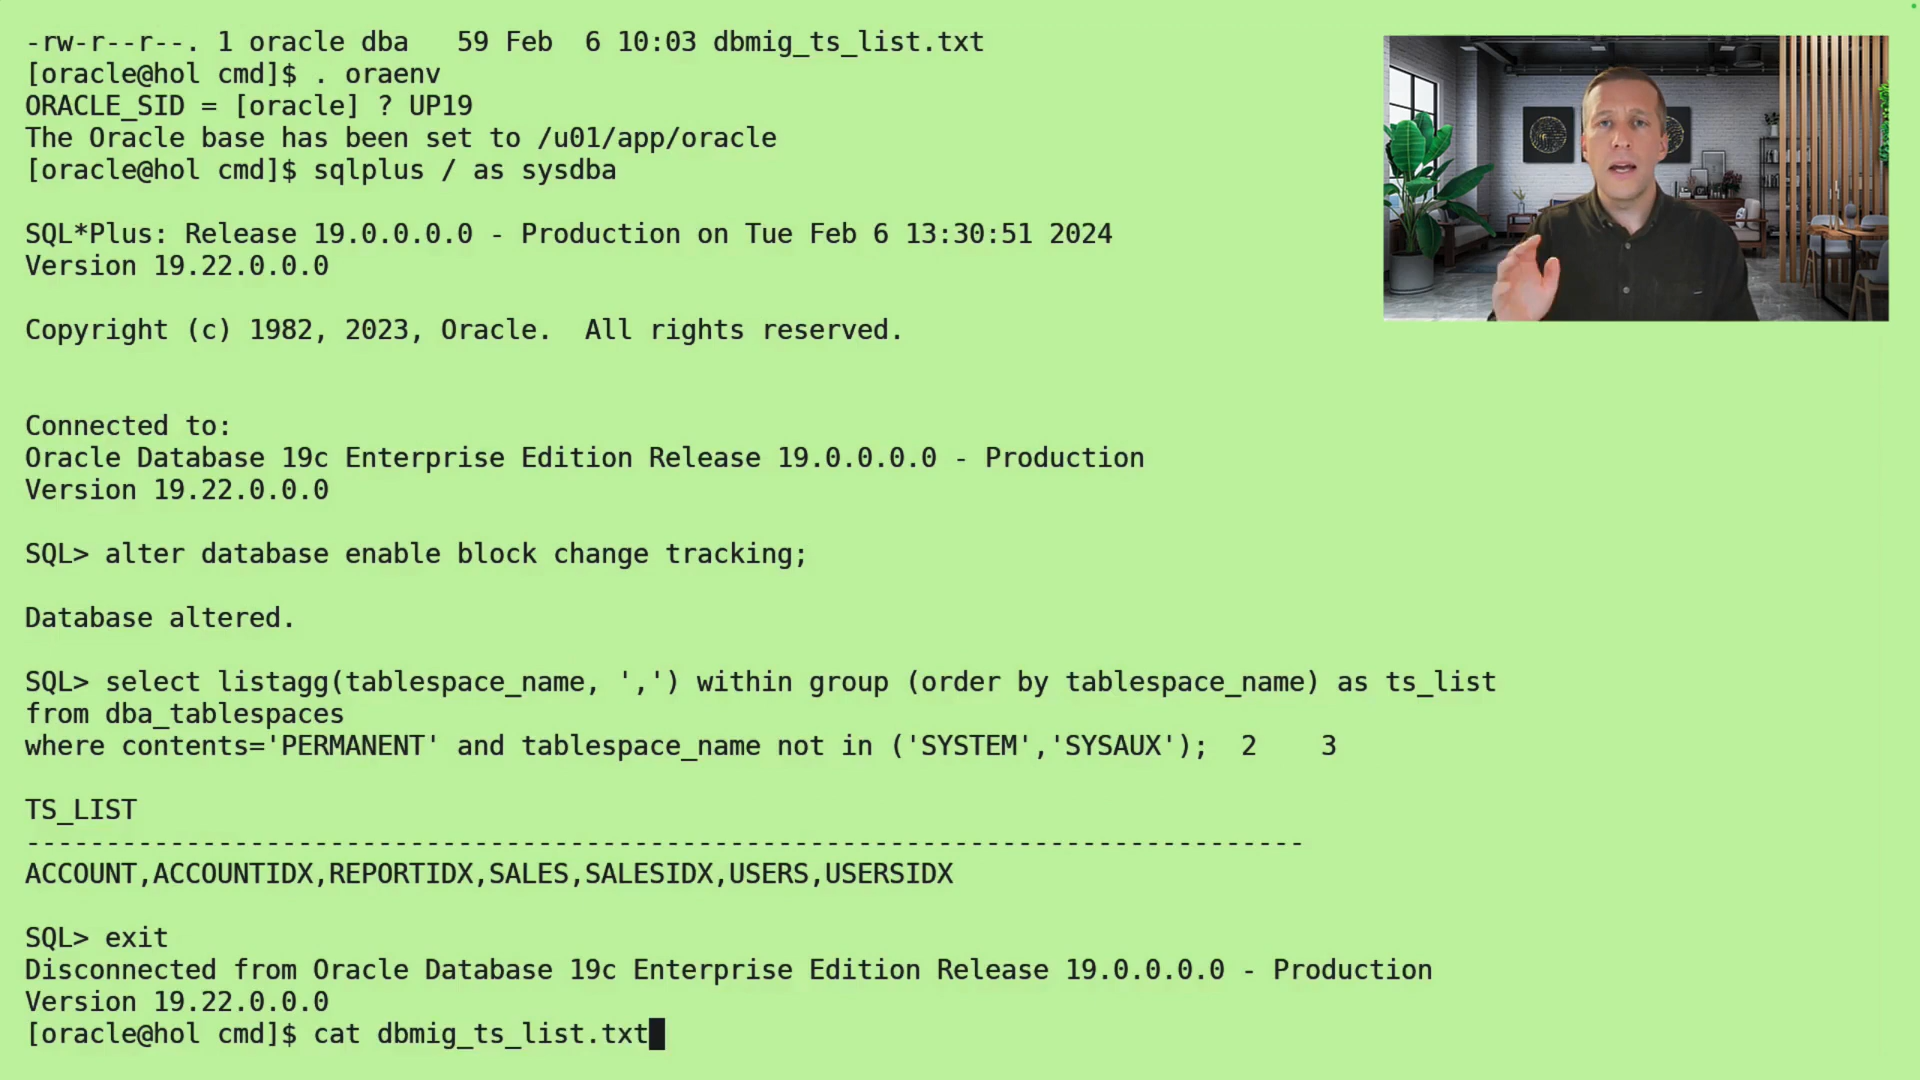 -rw-r--r--. 1 oracle dba   59 Feb  6 10:03 dbmig_ts_list.txt
[oracle@hol cmd]$ . oraenv
ORACLE_SID = [oracle] ? UP19
The Oracle base has been set to /u01/app/oracle
[oracle@hol cmd]$ sqlplus / as sysdba
SQL*Plus: Release 19.0.0.0.0 - Production on Tue Feb 6 13:30:51 2024
Version 19.22.0.0.0
Copyright (c) 1982, 2023, Oracle.  All rights reserved.
Connected to:
Oracle Database 19c Enterprise Edition Release 19.0.0.0.0 - Production
Version 19.22.0.0.0
SQL> alter database enable block change tracking;
Database altered.
SQL> select listagg(tablespace_name, ',') within group (order by tablespace_name) as ts_list
from dba_tablespaces
where contents='PERMANENT' and tablespace_name not in ('SYSTEM','SYSAUX');  2    3
TS_LIST
--------------------------------------------------------------------------------
ACCOUNT,ACCOUNTIDX,REPORTIDX,SALES,SALESIDX,USERS,USERSIDX
SQL> exit
Disconnected from Oracle Database 19c Enterprise Edition Release 19.0.0.0.0 - Production
Version 19.22.0.0.0
[oracle@hol cmd]$ cat dbmig_ts_list.txt